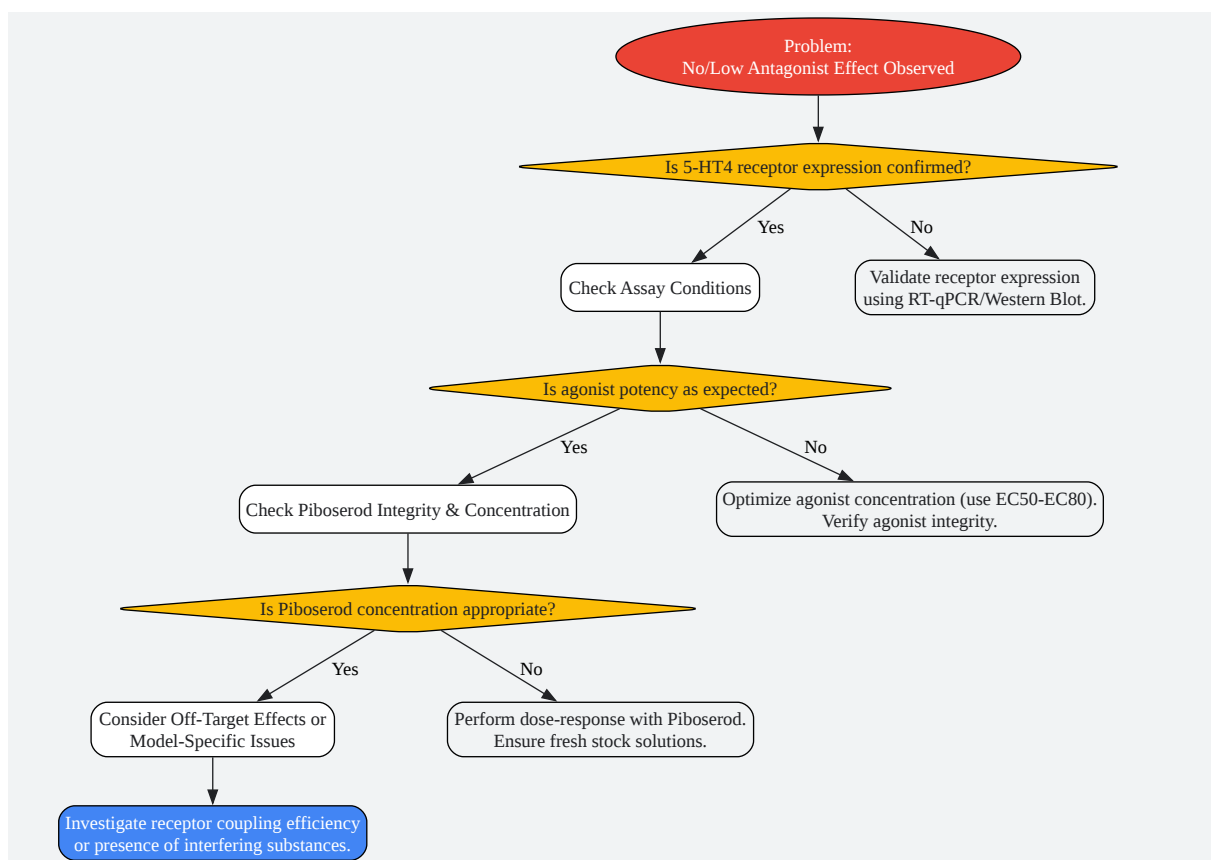 Problem:
No/Low Antagonist Effect Observed
Is 5-HT4 receptor expression confirmed?
Yes
No
Check Assay Conditions
Validate receptor expression
using RT-qPCR/Western Blot.
Is agonist potency as expected?
Yes
No
Check Piboserod Integrity & Concentration
Optimize agonist concentration (use EC50-EC80).
Verify agonist integrity.
Is Piboserod concentration appropriate?
Yes
No
Consider Off-Target Effects or
Model-Specific Issues
Perform dose-response with Piboserod.
Ensure fresh stock solutions.
Investigate receptor coupling efficiency
or presence of interfering substances.